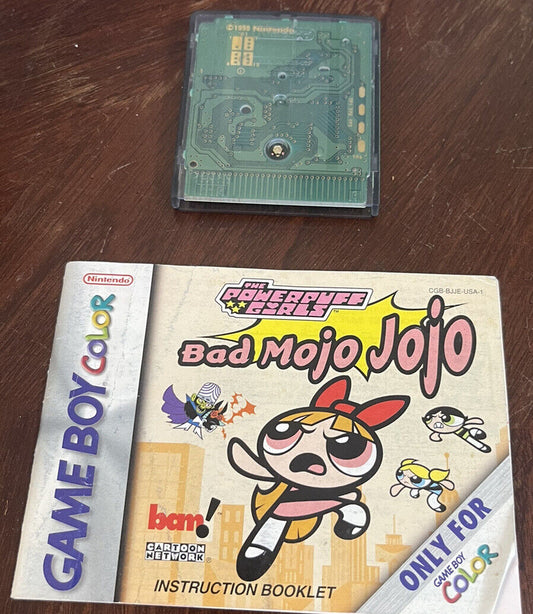 ©1998 Nintendo
Nintendo
GAME BOY COLOR
CGB-BJJE-USA-1
THE
POWERPUFF
GIRLS
TM
Bad Mojo Jojo
bam!
CARTOON
NETWORK
INSTRUCTION BOOKLET
ONLY FOR
GAME BOY
COLOR